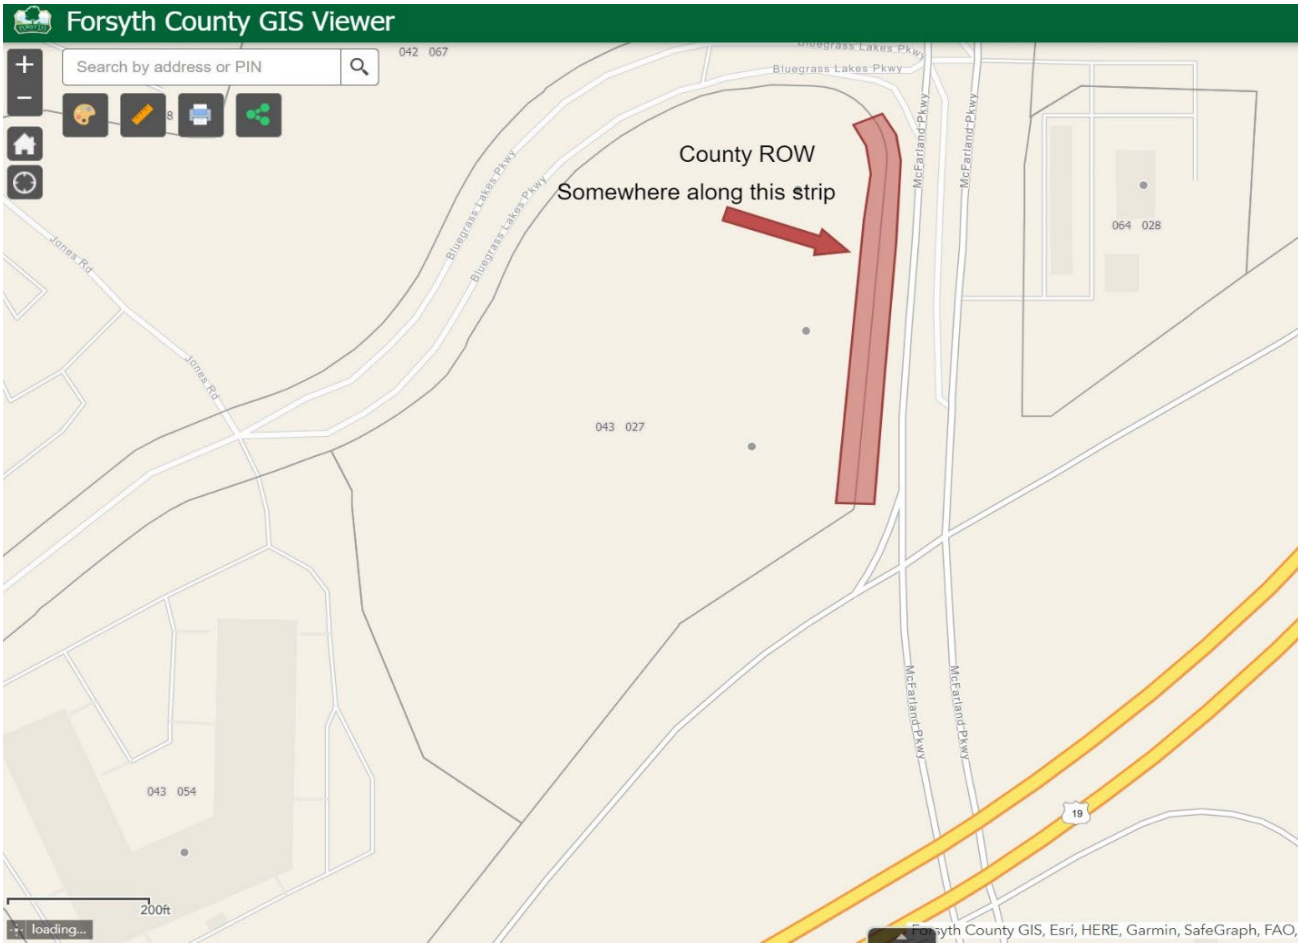 Forsyth County GIS Viewer
Search by address or PIN
042 067
8
Bluegrass Lakes Pkwy
Bluegrass Lakes Pkwy
McFarland Pkwy
McFarland Pkwy
County ROW
Somewhere along this strip
Bluegrass Lakes Pkwy
Bluegrass Lakes Pkwy
064 028
Jones Rd
Jones Rd
043 027
McFarland Pkwy
McFarland Pkwy
043 054
19
200ft
loading...
Forsyth County GIS, Esri, HERE, Garmin, SafeGraph, FAO,